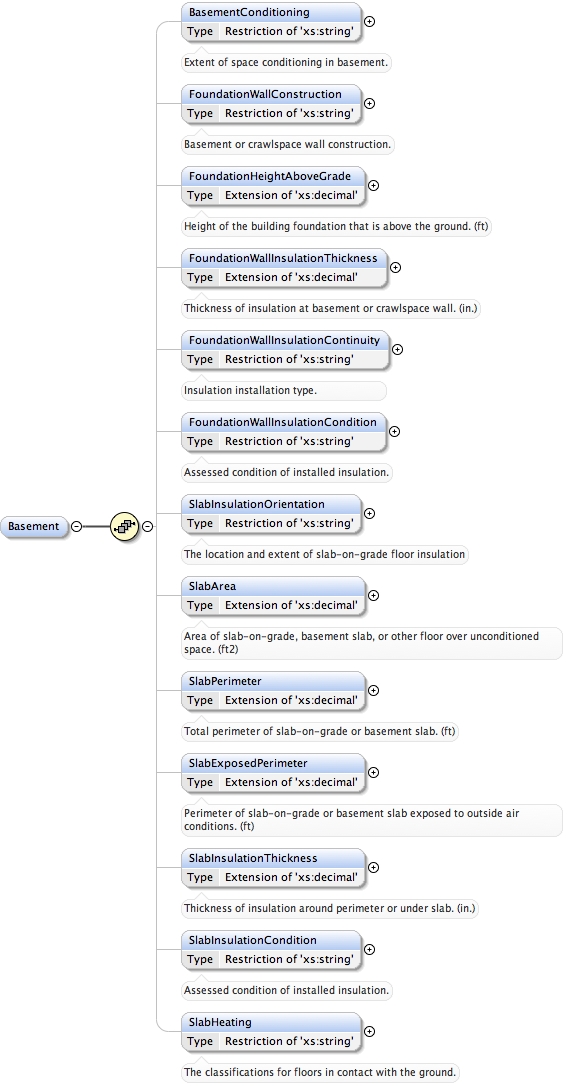 BasementConditioning
Type Restriction of 'xs:string'
Extent of space conditioning in basement.
FoundationWallConstruction
Type Restriction of 'xs:string'
Basement or crawlspace wall construction.
FoundationHeightAboveGrade
Type Extension of 'xs:decimal'
Height of the building foundation that is above the ground. (ft)
FoundationWallInsulationThickness
Type Extension of 'xs:decimal'
Thickness of insulation at basement or crawlspace wall. (in.)
FoundationWallInsulationContinuity
Type Restriction of 'xs:string'
Insulation installation type.
FoundationWallInsulationCondition
Type Restriction of 'xs:string'
Assessed condition of installed insulation.
Basement
SlabInsulationOrientation
Type Restriction of 'xs:string'
The location and extent of slab-on-grade floor insulation
SlabArea
Type Extension of 'xs:decimal'
Area of slab-on-grade, basement slab, or other floor over unconditioned
space. (ft2)
SlabPerimeter
Type Extension of 'xs:decimal'
Total perimeter of slab-on-grade or basement slab. (ft)
SlabExposedPerimeter
Type Extension of 'xs:decimal'
Perimeter of slab-on-grade or basement slab exposed to outside air
conditions. (ft)
SlabInsulationThickness
Type Extension of 'xs:decimal'
Thickness of insulation around perimeter or under slab. (in.)
SlabInsulationCondition
Type Restriction of 'xs:string'
Assessed condition of installed insulation.
SlabHeating
Type Restriction of 'xs:string'
The classifications for floors in contact with the ground.